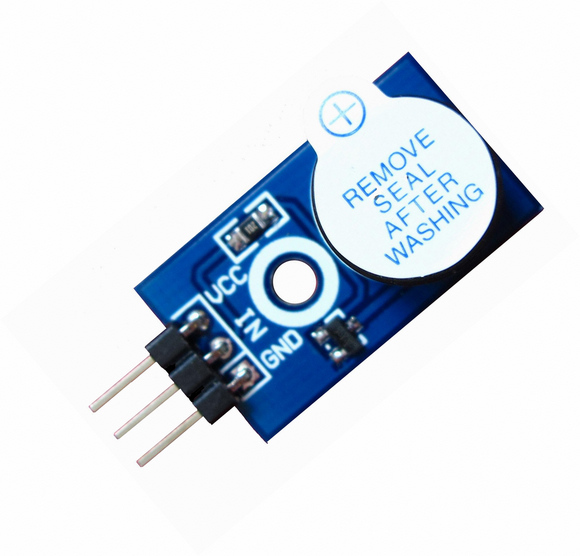 REMOVE
SEAL
AFTER
WASHING
VCC
IN
GND